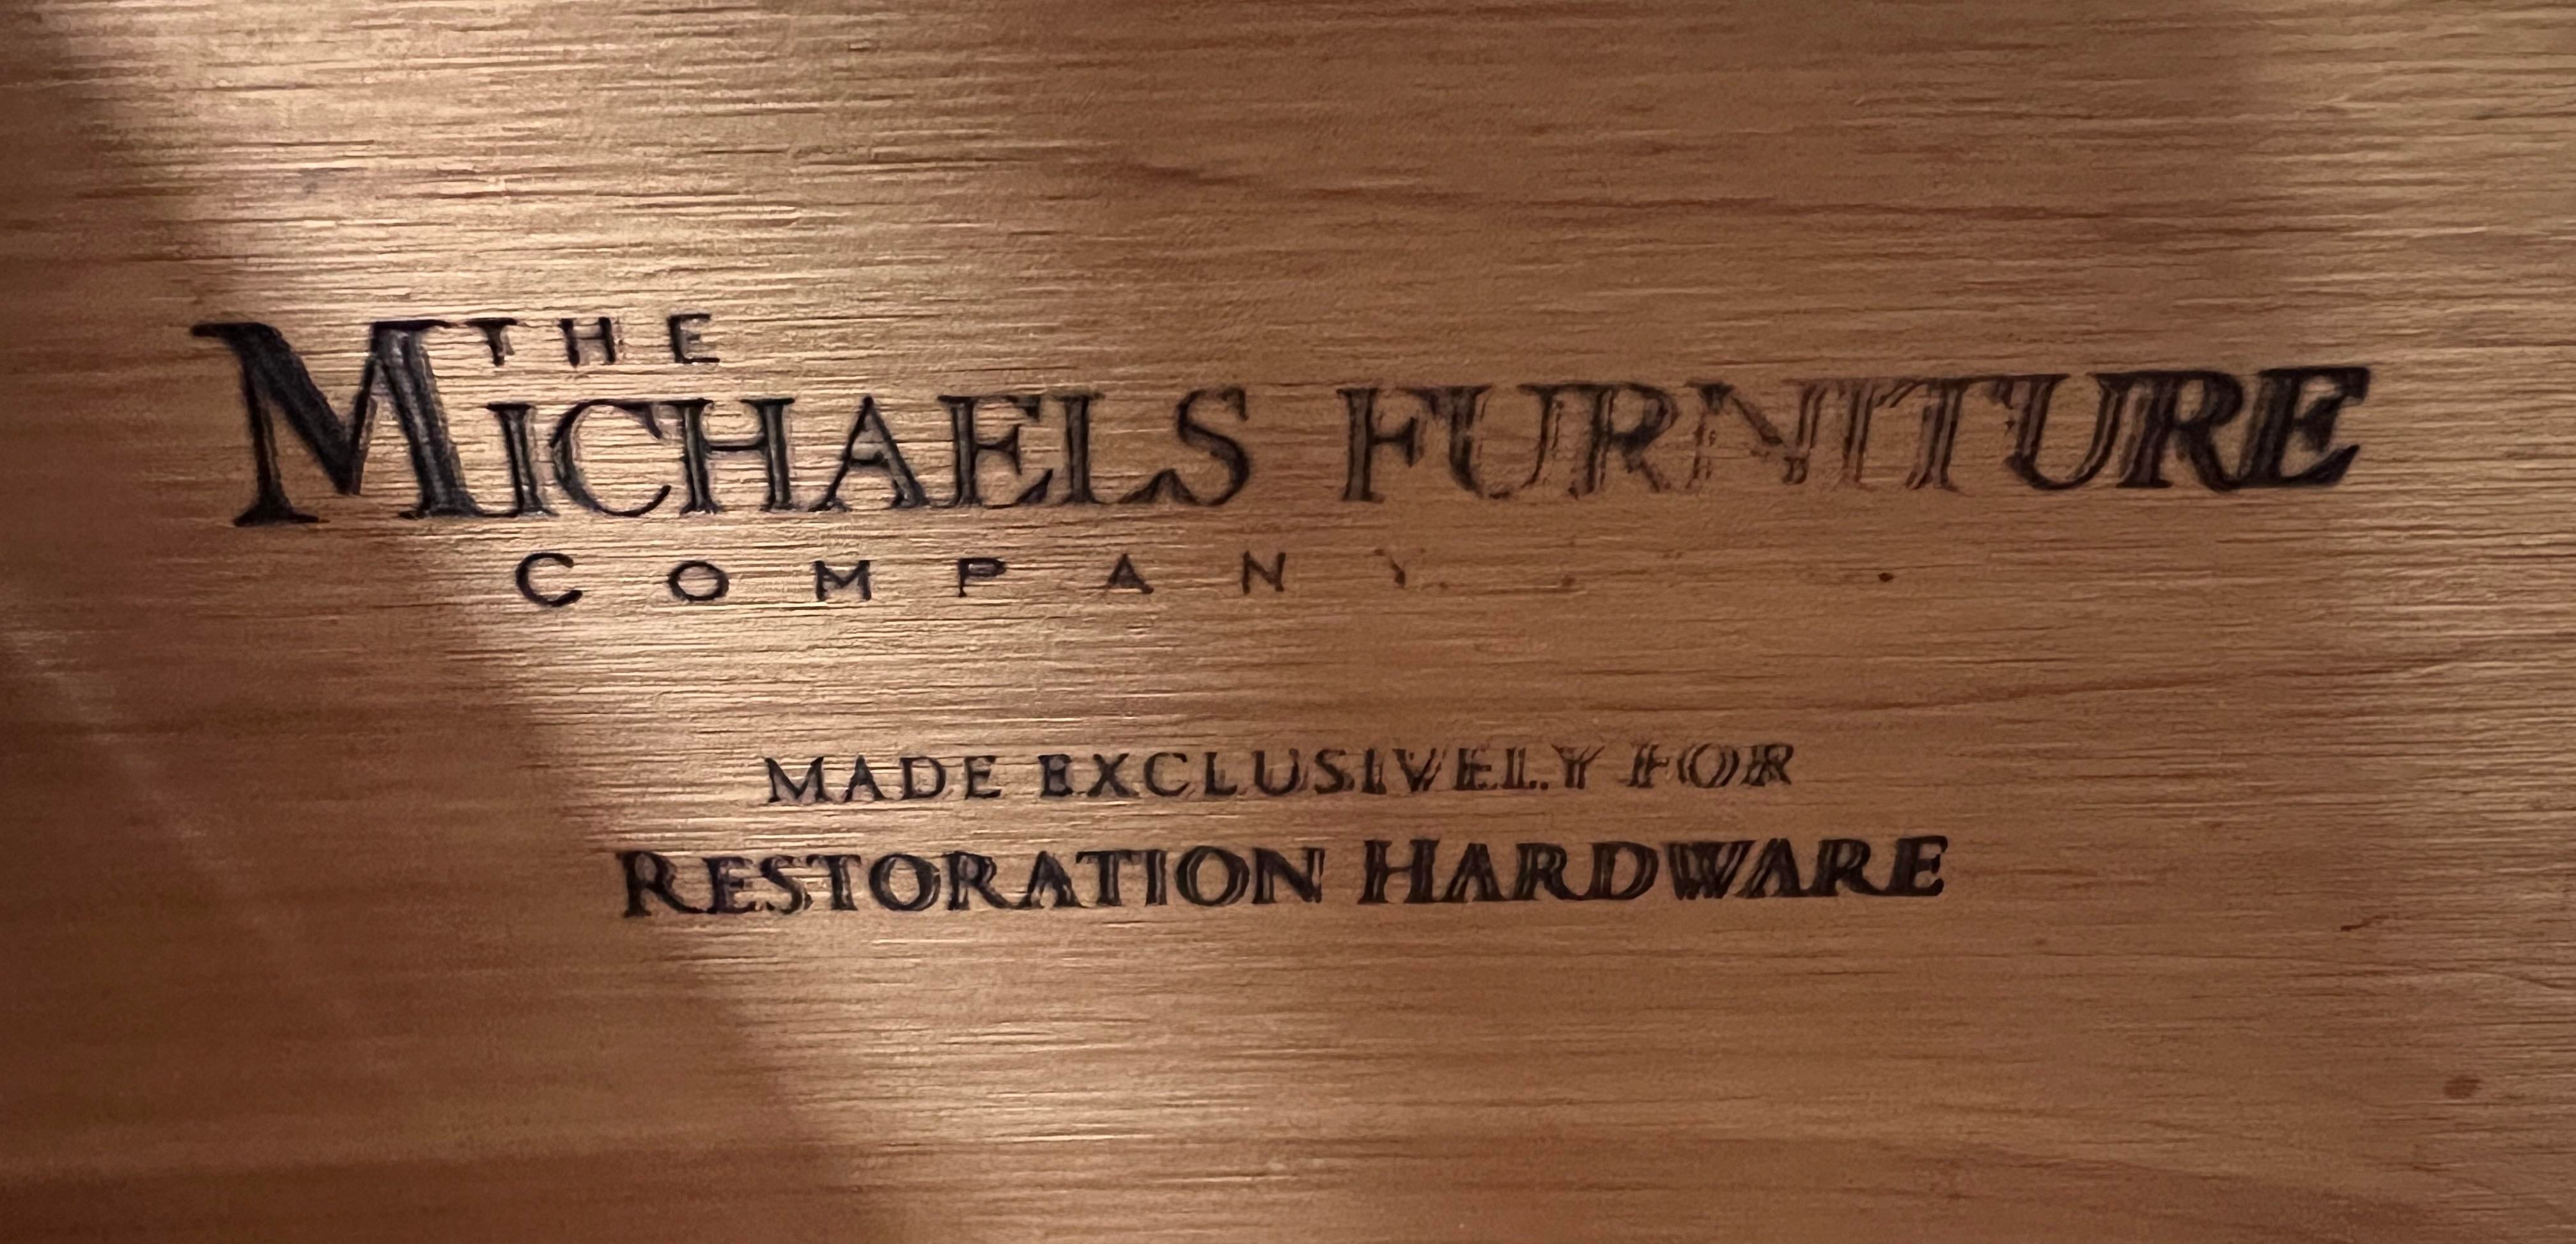 THE
MICHAELS FURNITURE
COMPANY
MADE EXCLUSIVELY FOR
RESTORATION HARDWARE